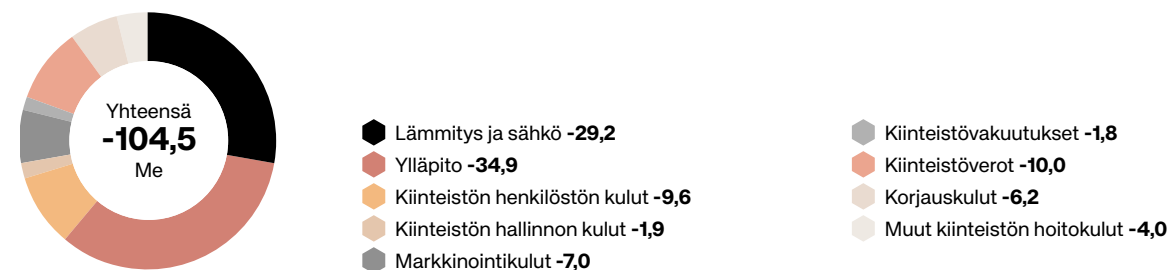 Yhteensä
-104,5
Me
Lämmitys ja sähkö -29,2
Ylläpito -34,9
Kiinteistön henkilöstön kulut -9,6
Kiinteistön hallinnon kulut -1,9
Markkinointikulut -7,0
Kiinteistövakuutukset -1,8
Kiinteistöverot -10,0
Korjauskulut -6,2
Muut kiinteistön hoitokulut -4,0